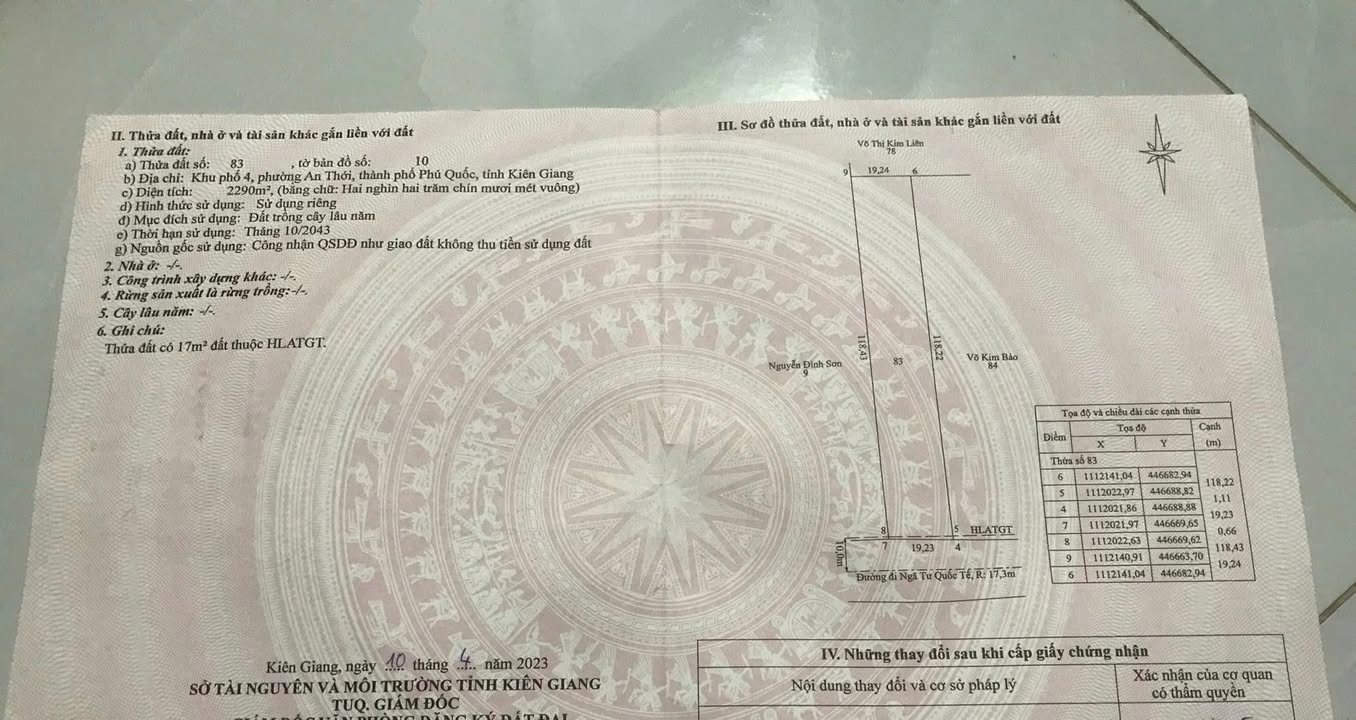 II. Thửa đất, nhà ở và tài sản khác gắn liền với đất
1. Thửa đất:
a) Thửa đất số: 83 , tờ bản đồ số: 10
b) Địa chỉ: Khu phố 4, phường An Thới, thành phố Phú Quốc, tỉnh Kiên Giang
c) Diện tích: 2290m², (bằng chữ: Hai nghìn hai trăm chín mươi mét vuông)
d) Hình thức sử dụng: Sử dụng riêng
đ) Mục đích sử dụng: Đất trồng cây lâu năm
e) Thời hạn sử dụng: Tháng 10/2043
g) Nguồn gốc sử dụng: Công nhận QSDĐ như giao đất không thu tiền sử dụng đất
2. Nhà ở: -/-.
3. Công trình xây dựng khác: -/-.
4. Rừng sản xuất là rừng trồng: -/-.
5. Cây lâu năm: -/-.
6. Ghi chú:
Thửa đất có 17m² đất thuộc HLATGT.
Kiên Giang, ngày 10 tháng 4 năm 2023
SỞ TÀI NGUYÊN VÀ MÔI TRƯỜNG TỈNH KIÊN GIANG
TUQ. GIÁM ĐỐC
GIÁM ĐỐC VĂN PHÒNG ĐĂNG KÝ ĐẤT ĐAI
III. Sơ đồ thửa đất, nhà ở và tài sản khác gắn liền với đất
Võ Thị Kim Liên
78
9 19,24 6
118,43
118,22
83
Nguyễn Đình Sơn
9
Võ Kim Bảo
84
8 5 HLATGT
7 19,23 4
10,0m
Đường đi Ngã Tư Quốc Tế, R: 17,3m
Tọa độ và chiều dài các cạnh thửa
Điểm Tọa độ Cạnh
X Y (m)
Thửa số 83
6 1112141,04 446682,94
118,22
5 1112022,97 446688,82
1,11
4 1112021,86 446688,88
19,23
7 1112021,97 446669,65
0,66
8 1112022,63 446669,62
118,43
9 1112140,91 446663,70
19,24
6 1112141,04 446682,94
IV. Những thay đổi sau khi cấp giấy chứng nhận
Nội dung thay đổi và cơ sở pháp lý
Xác nhận của cơ quan
có thẩm quyền